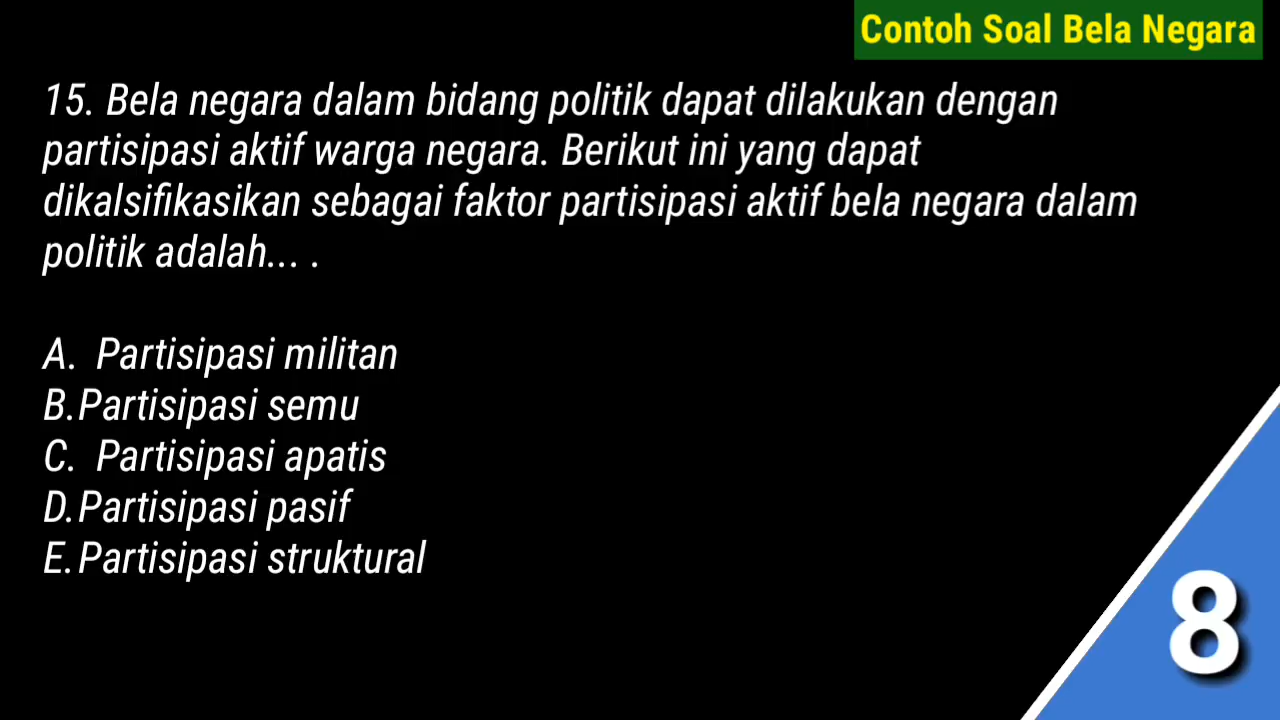 Contoh Soal Bela Negara
15. Bela negara dalam bidang politik dapat dilakukan dengan
partisipasi aktif warga negara. Berikut ini yang dapat
dikalsifikasikan sebagai faktor partisipasi aktif bela negara dalam
politik adalah... .
A. Partisipasi militan
B.Partisipasi semu
C. Partisipasi apatis
D.Partisipasi pasif
E.Partisipasi struktural
8